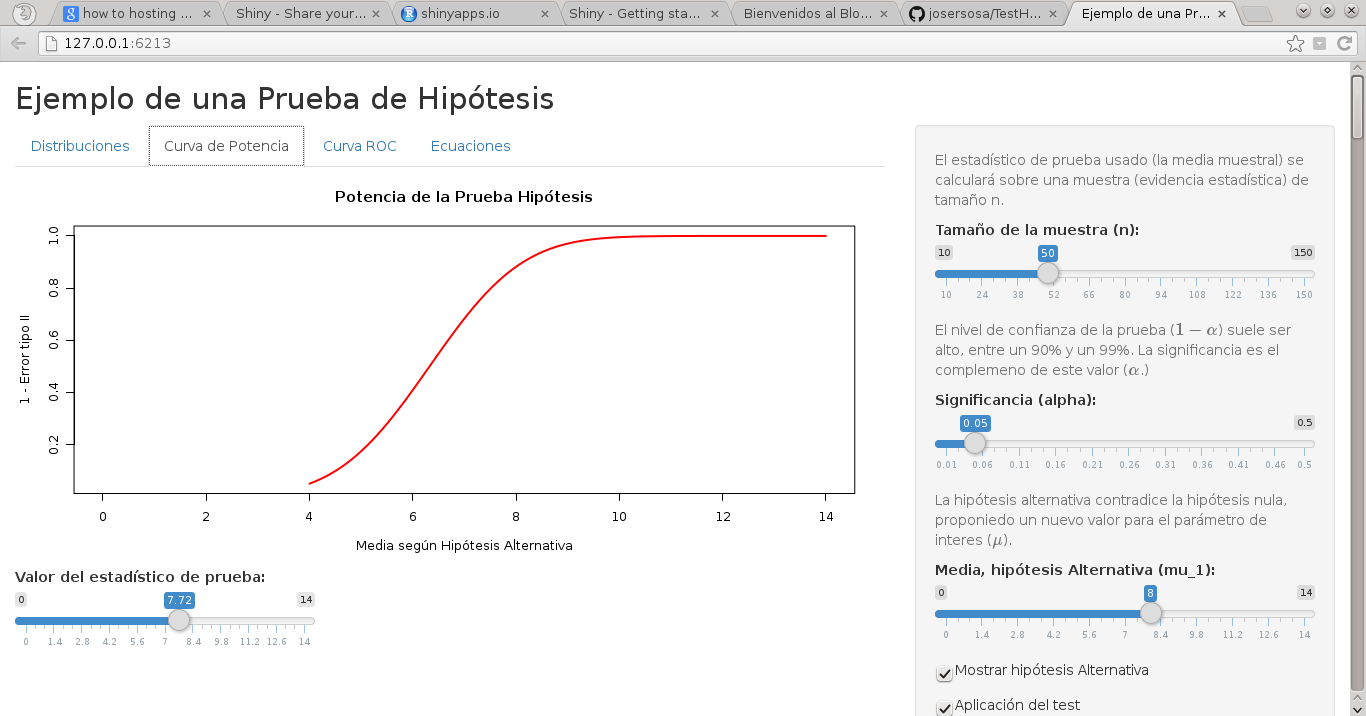 how to hosting ...
Shiny - Share your...
shinyapps.io
Shiny - Getting sta...
Bienvenidos al Blo...
josersosa/TestH...
Ejemplo de una Pr...
127.0.0.1:6213
Ejemplo de una Prueba de Hipótesis
Distribuciones Curva de Potencia Curva ROC Ecuaciones
Potencia de la Prueba Hipótesis
1 - Error tipo II
1.0
0.8
0.6
0.4
0.2
0 2 4 6 8 10 12 14
Media según Hipótesis Alternativa
Valor del estadístico de prueba:
0 7.72 14
0 1.4 2.8 4.2 5.6 7 8.4 9.8 11.2 12.6 14
El estadístico de prueba usado (la media muestral) se
calculará sobre una muestra (evidencia estadística) de
tamaño n.
Tamaño de la muestra (n):
10 50 150
10 24 38 52 66 80 94 108 122 136 150
El nivel de confianza de la prueba (1 − α) suele ser
alto, entre un 90% y un 99%. La significancia es el
complemeno de este valor (α.)
Significancia (alpha):
0.05 0.5
0.01 0.06 0.11 0.16 0.21 0.26 0.31 0.36 0.41 0.46 0.5
La hipótesis alternativa contradice la hipótesis nula,
proponiedo un nuevo valor para el parámetro de
interes (μ).
Media, hipótesis Alternativa (mu_1):
0 8 14
0 1.4 2.8 4.2 5.6 7 8.4 9.8 11.2 12.6 14
Mostrar hipótesis Alternativa
Aplicación del test